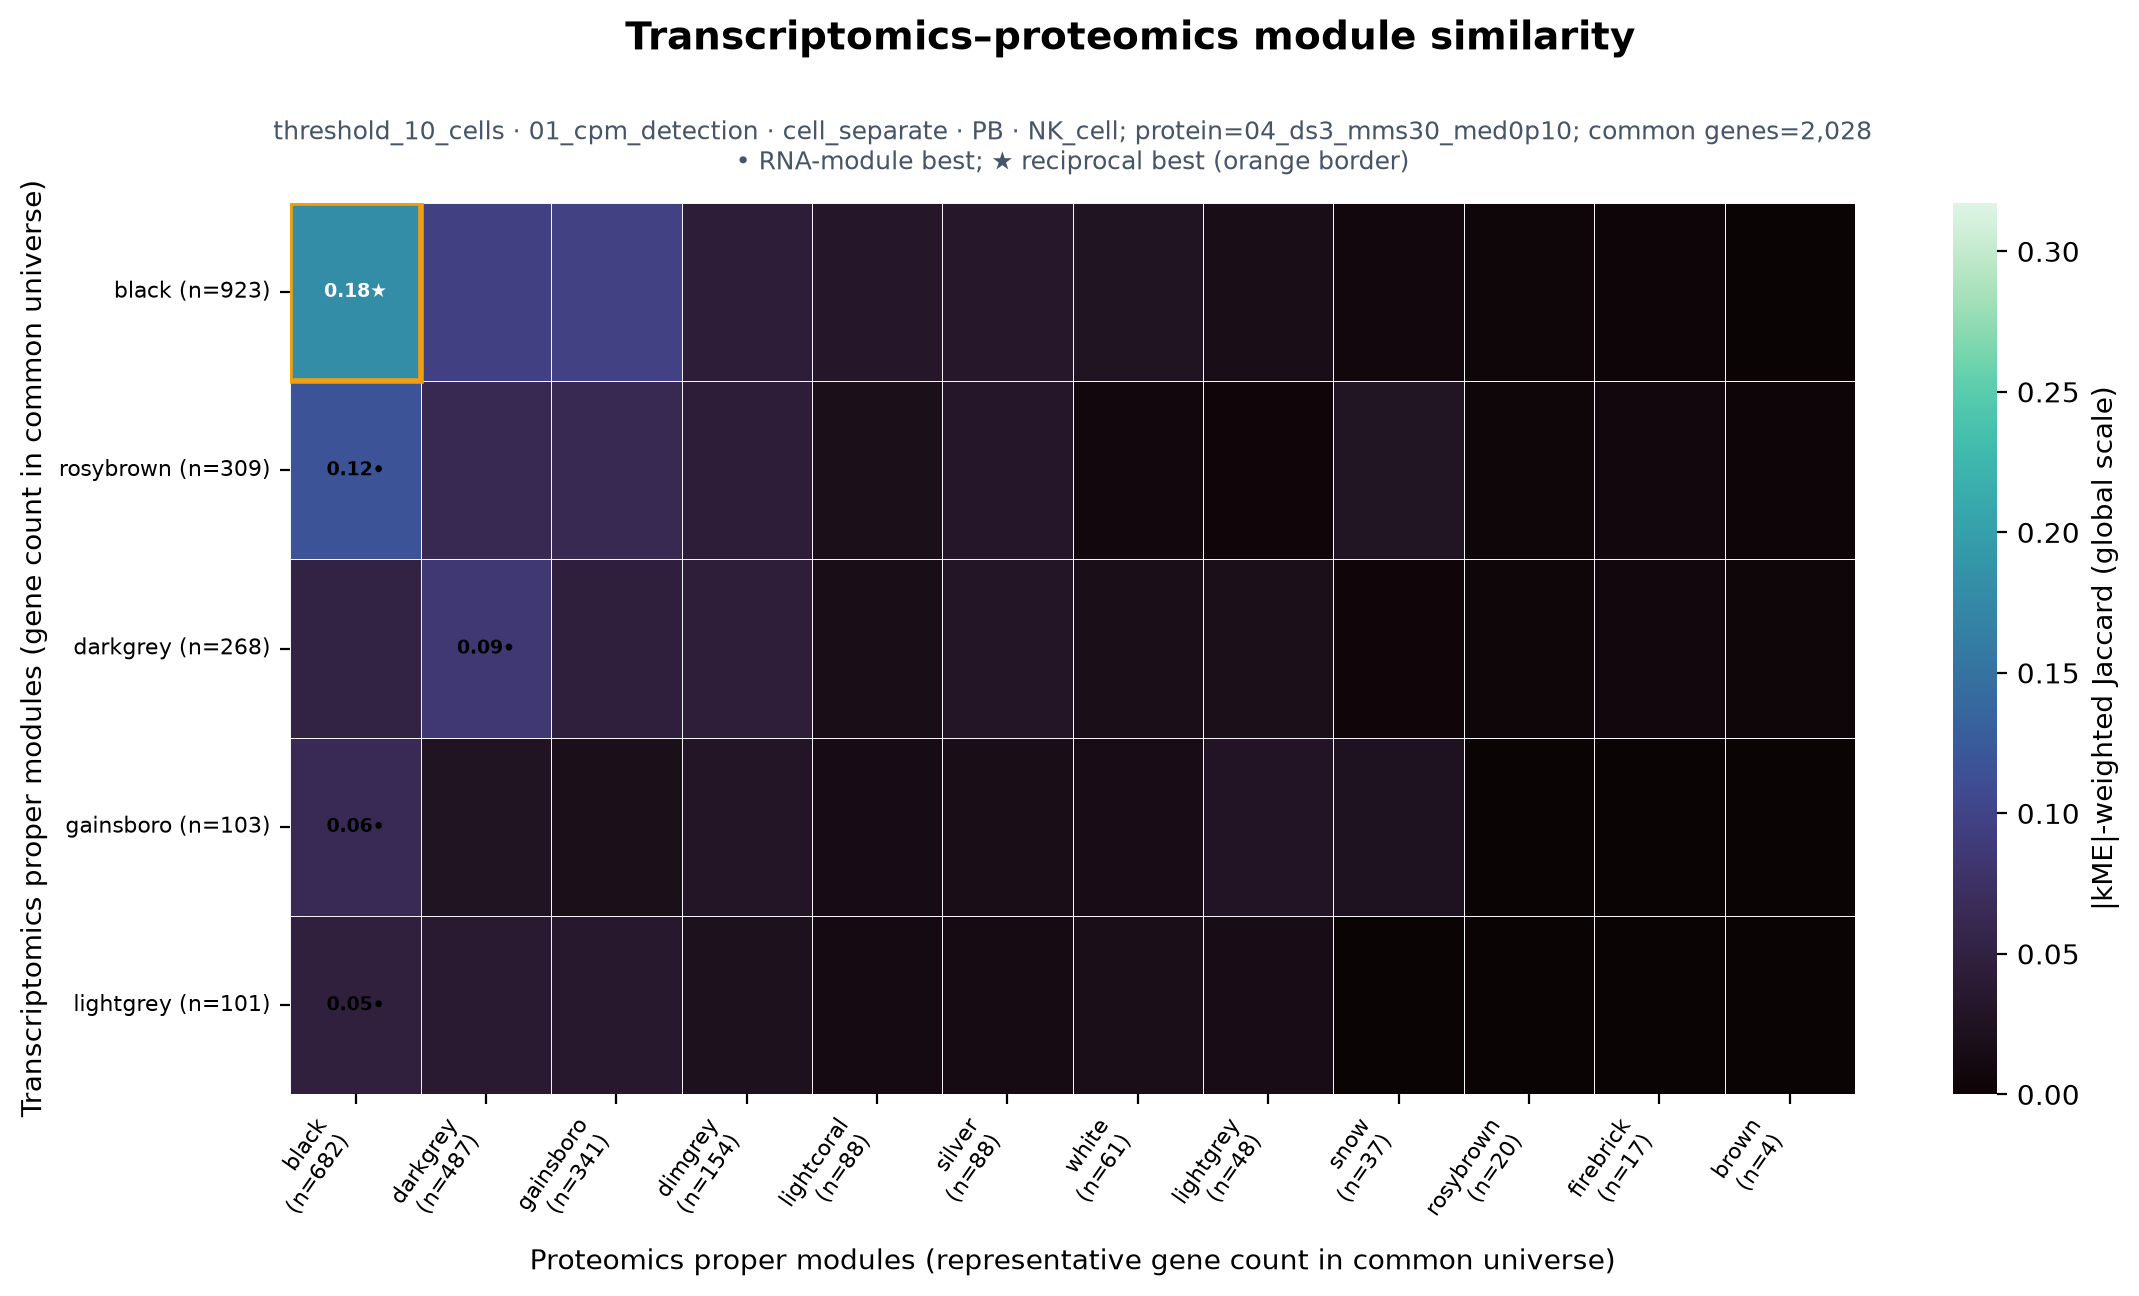 Transcriptomics–proteomics module similarity
threshold_10_cells · 01_cpm_detection · cell_separate · PB · NK_cell; protein=04_ds3_mms30_med0p10; common genes=2,028
• RNA-module best; ★ reciprocal best (orange border)
Transcriptomics proper modules (gene count in common universe)
black (n=923)
0.18★
rosybrown (n=309)
0.12•
darkgrey (n=268)
0.09•
gainsboro (n=103)
0.06•
lightgrey (n=101)
0.05•
black
(n=682)
darkgrey
(n=487)
gainsboro
(n=341)
dimgrey
(n=154)
lightcoral
(n=88)
silver
(n=88)
white
(n=61)
lightgrey
(n=48)
snow
(n=37)
rosybrown
(n=20)
firebrick
(n=17)
brown
(n=4)
Proteomics proper modules (representative gene count in common universe)
0.30
0.25
0.20
0.15
0.10
0.05
0.00
|kME|-weighted Jaccard (global scale)